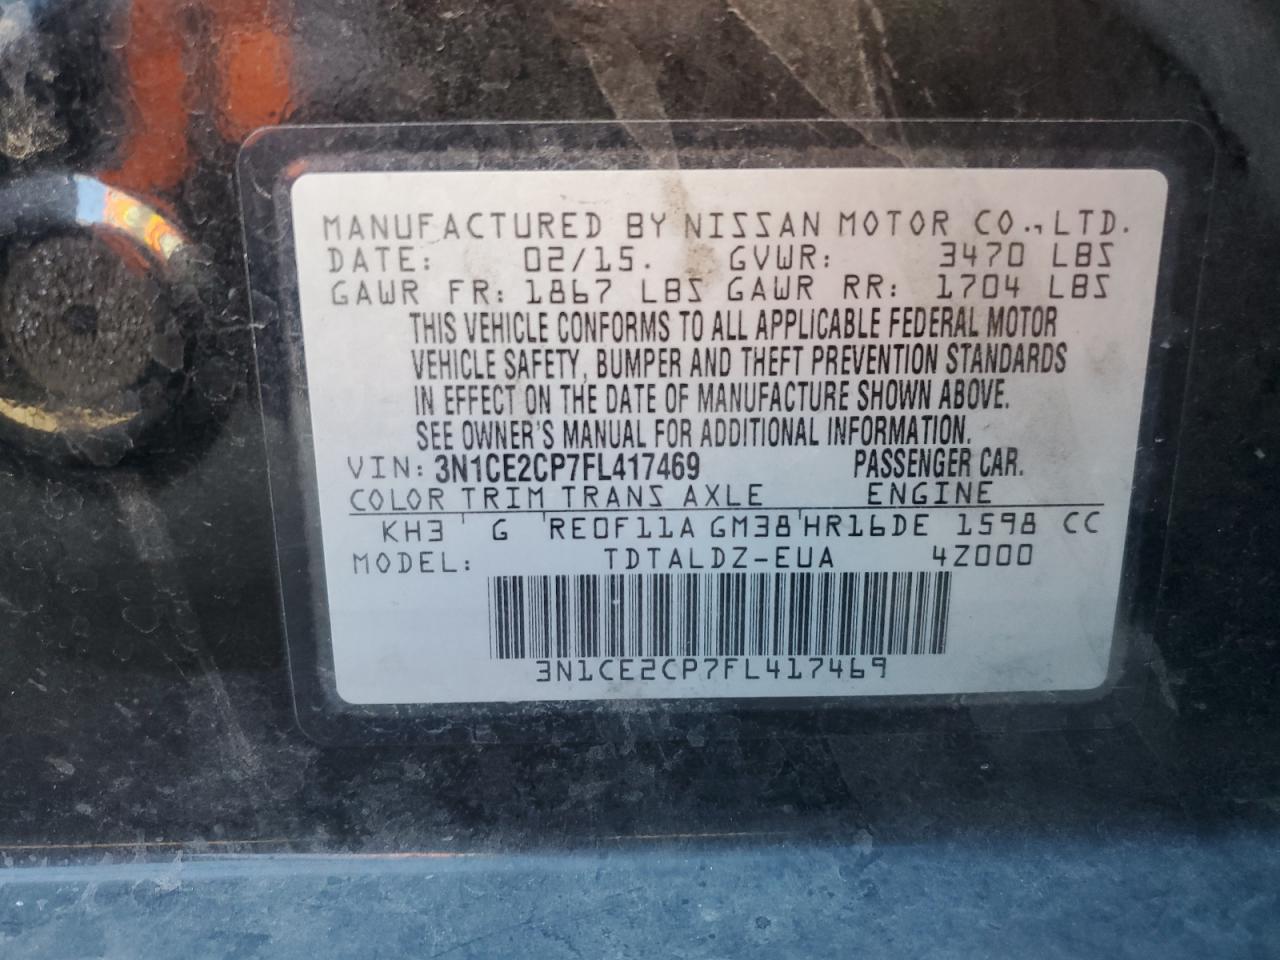 MANUFACTURED BY NISSAN MOTOR CO., LTD.
DATE: 02/15. GVWR: 3470 LBS
GAWR FR: 1867 LBS GAWR RR: 1704 LBS
THIS VEHICLE CONFORMS TO ALL APPLICABLE FEDERAL MOTOR
VEHICLE SAFETY, BUMPER AND THEFT PREVENTION STANDARDS
IN EFFECT ON THE DATE OF MANUFACTURE SHOWN ABOVE.
SEE OWNER'S MANUAL FOR ADDITIONAL INFORMATION.
VIN: 3N1CE2CP7FL417469 PASSENGER CAR.
COLOR TRIM TRANS AXLE ENGINE
KH3 G RE0F11A GM38 HR16DE 1598 CC
MODEL: TDTALDZ-EUA 4Z000
3N1CE2CP7FL417469